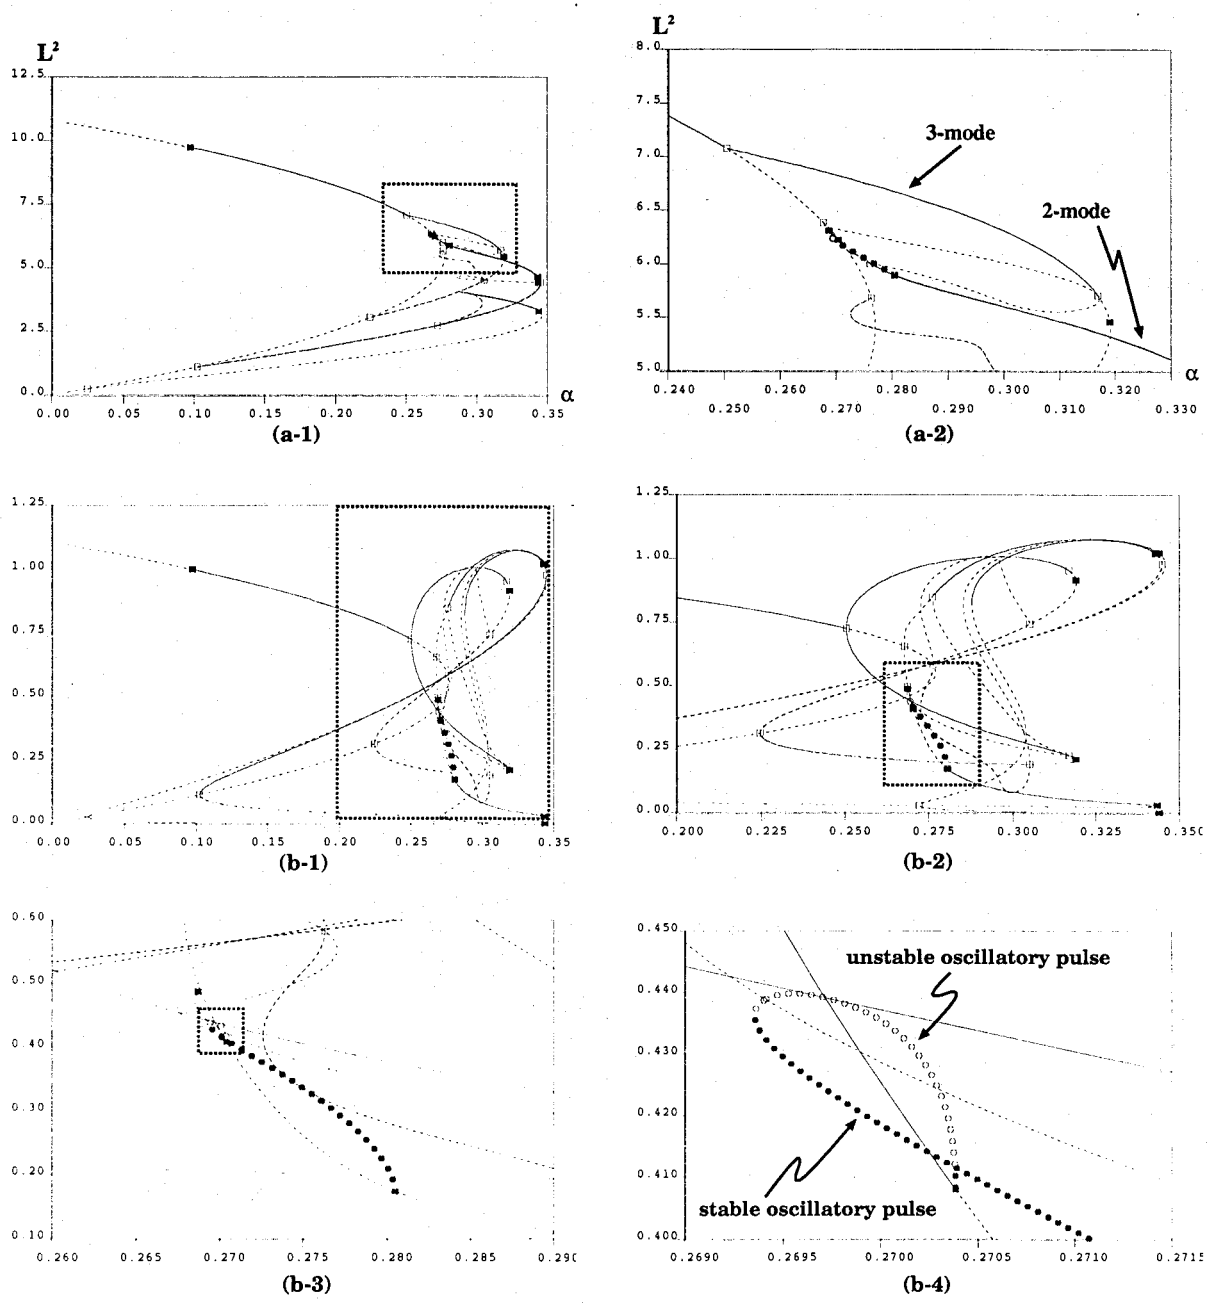 L²
12.5
10.0
7.5
5.0
2.5
0.0
0.00 0.05 0.10 0.15 0.20 0.25 0.30 0.35 α
(a-1)
L²
8.0
7.5
7.0
6.5
6.0
5.5
5.0
3-mode
2-mode
0.240 0.260 0.280 0.300 0.320 α
0.250 0.270 0.290 0.310 0.330
(a-2)
1.25
1.00
0.75
0.50
0.25
0.00
0.00 0.05 0.10 0.15 0.20 0.25 0.30 0.35
(b-1)
1.25
1.00
0.75
0.50
0.25
0.00
0.200 0.225 0.250 0.275 0.300 0.325 0.350
(b-2)
0.60
0.50
0.40
0.30
0.20
0.10
0.260 0.265 0.270 0.275 0.280 0.285 0.290
(b-3)
0.450
0.440
0.430
0.420
0.410
0.400
unstable oscillatory pulse
stable oscillatory pulse
0.2690 0.2695 0.2700 0.2705 0.2710 0.2715
(b-4)